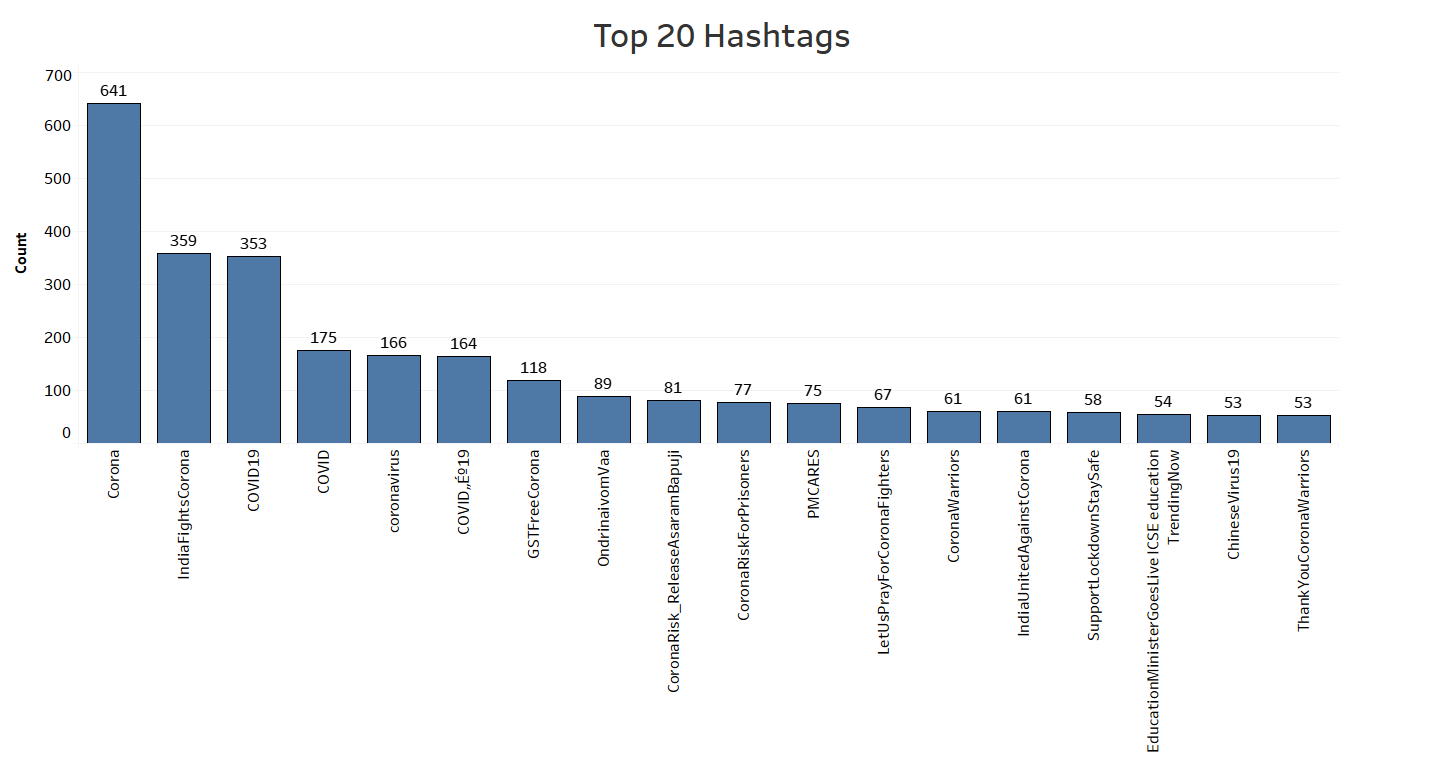 Top 20 Hashtags
Count
700
600
500
400
300
200
100
0
641
359
353
175
166
164
118
89
81
77
75
67
61
61
58
54
53
53
Corona
IndiaFightsCorona
COVID19
COVID
coronavirus
COVID„Éº19
GSTFreeCorona
OndrinaivomVaa
CoronaRisk_ReleaseAsaramBapuji
CoronaRiskForPrisoners
PMCARES
LetUsPrayForCoronaFighters
CoronaWarriors
IndiaUnitedAgainstCorona
SupportLockdownStaySafe
EducationMinisterGoesLive ICSE education
TrendingNow
ChineseVirus19
ThankYouCoronaWarriors